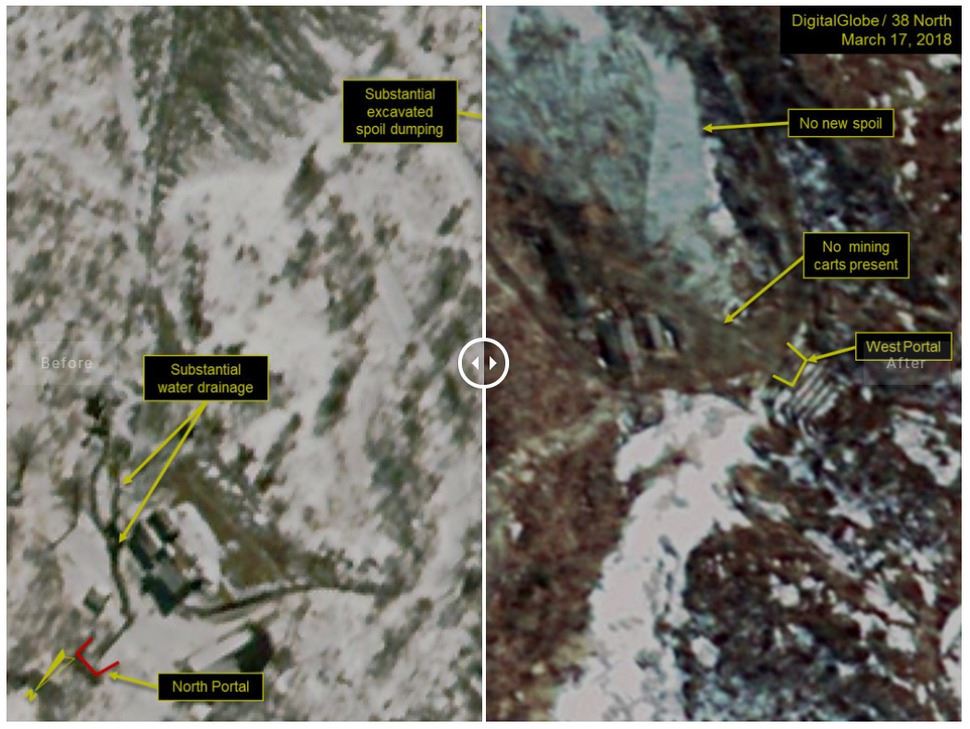 DigitalGlobe / 38 North
March 17, 2018
Substantial
excavated
spoil dumping
No new spoil
No mining
carts present
West Portal
Before
After
Substantial
water drainage
North Portal
N